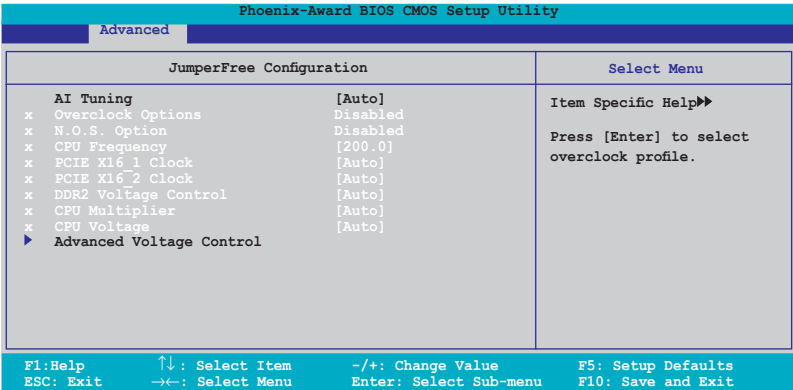 Phoenix-Award BIOS CMOS Setup Utility
Advanced
JumperFree Configuration
Select Menu
AI Tuning [Auto]
x Overclock Options Disabled
x N.O.S. Option Disabled
x CPU Frequency [200.0]
x PCIE X16_1 Clock [Auto]
x PCIE X16_2 Clock [Auto]
x DDR2 Voltage Control [Auto]
x CPU Multiplier [Auto]
x CPU Voltage [Auto]
Advanced Voltage Control
Item Specific Help
Press [Enter] to select
overclock profile.
F1:Help ↑↓: Select Item -/+: Change Value F5: Setup Defaults
ESC: Exit →←: Select Menu Enter: Select Sub-menu F10: Save and Exit